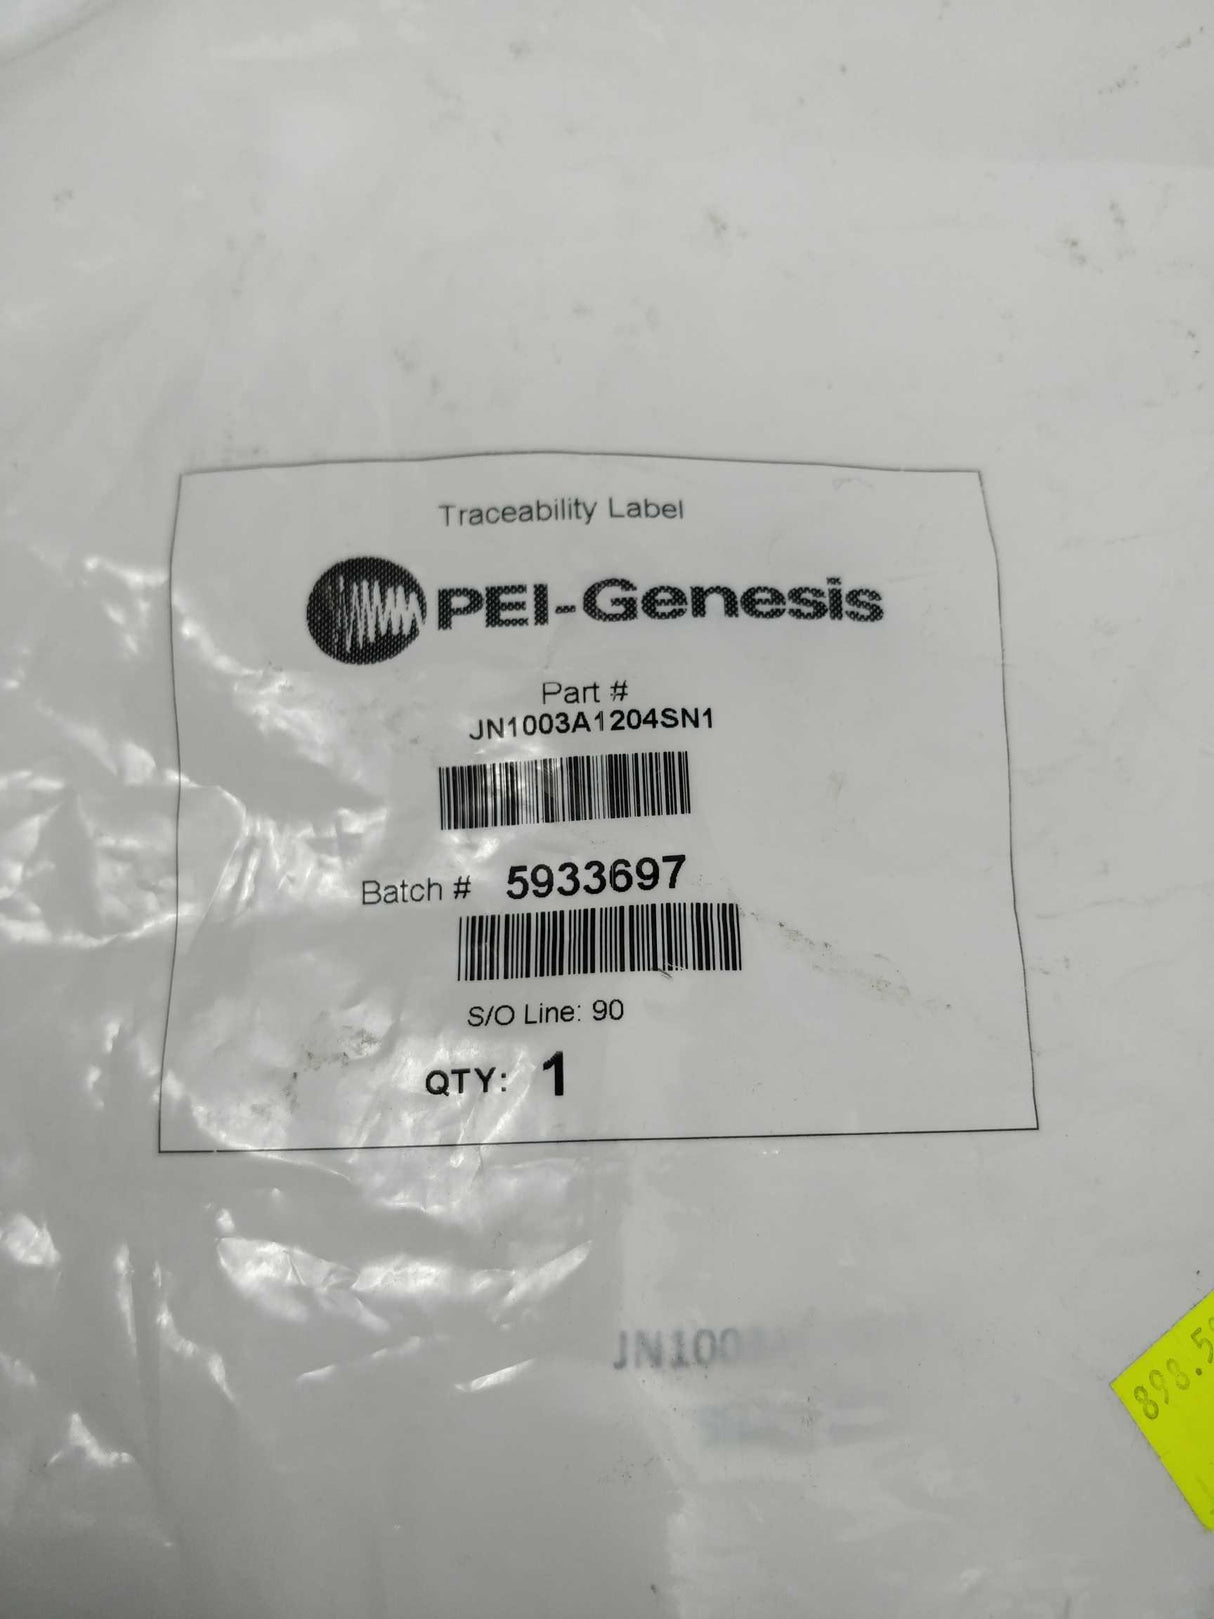 Traceability Label
PEI-Genesis
Part #
JN1003A1204SN1
Batch # 5933697
S/O Line: 90
QTY: 1